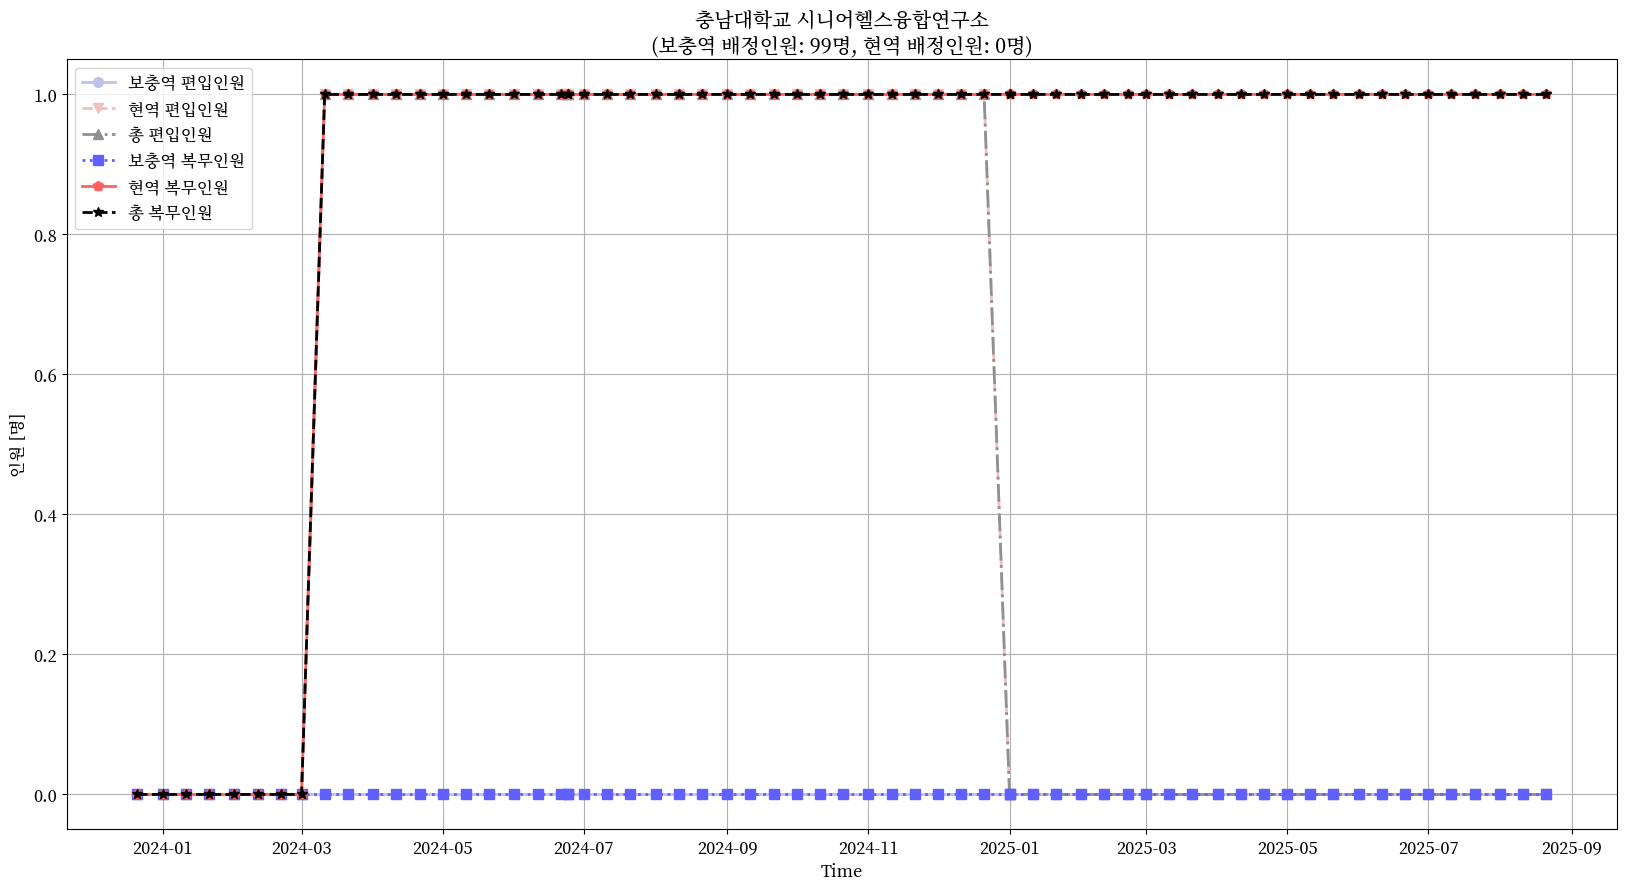 충남대학교 시니어헬스융합연구소
(보충역 배정인원: 99명, 현역 배정인원: 0명)
보충역 편입인원
현역 편입인원
총 편입인원
보충역 복무인원
현역 복무인원
총 복무인원
인원 [명]
1.0
0.8
0.6
0.4
0.2
0.0
2024-01
2024-03
2024-05
2024-07
2024-09
2024-11
2025-01
2025-03
2025-05
2025-07
2025-09
Time